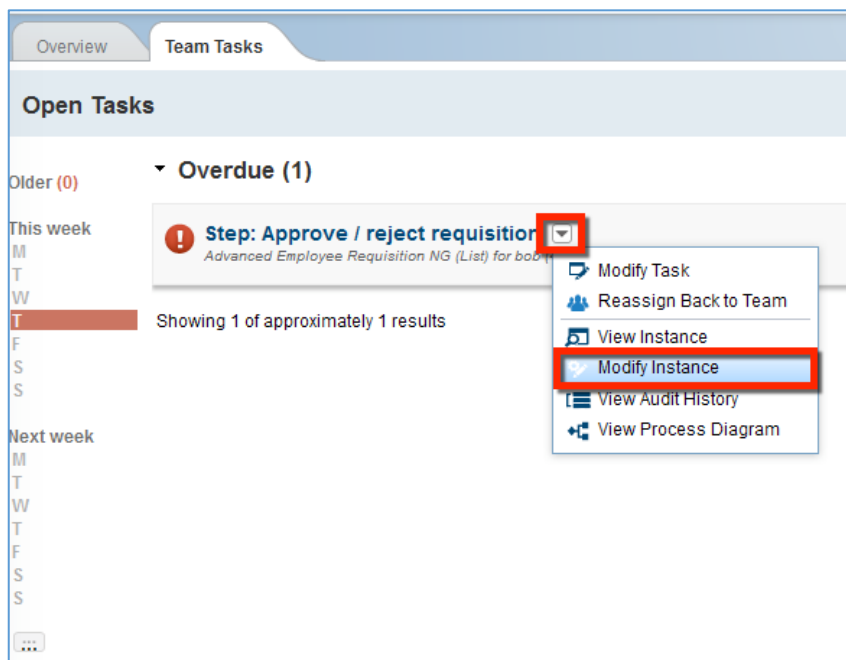 Overview
Team Tasks
Open Tasks
Older (0)
This week
M
T
W
T
F
S
S
Next week
M
T
W
T
F
S
S
Overdue (1)
Step: Approve / reject requisition
Advanced Employee Requisition NG (List) for bob
Showing 1 of approximately 1 results
Modify Task
Reassign Back to Team
View Instance
Modify Instance
View Audit History
View Process Diagram